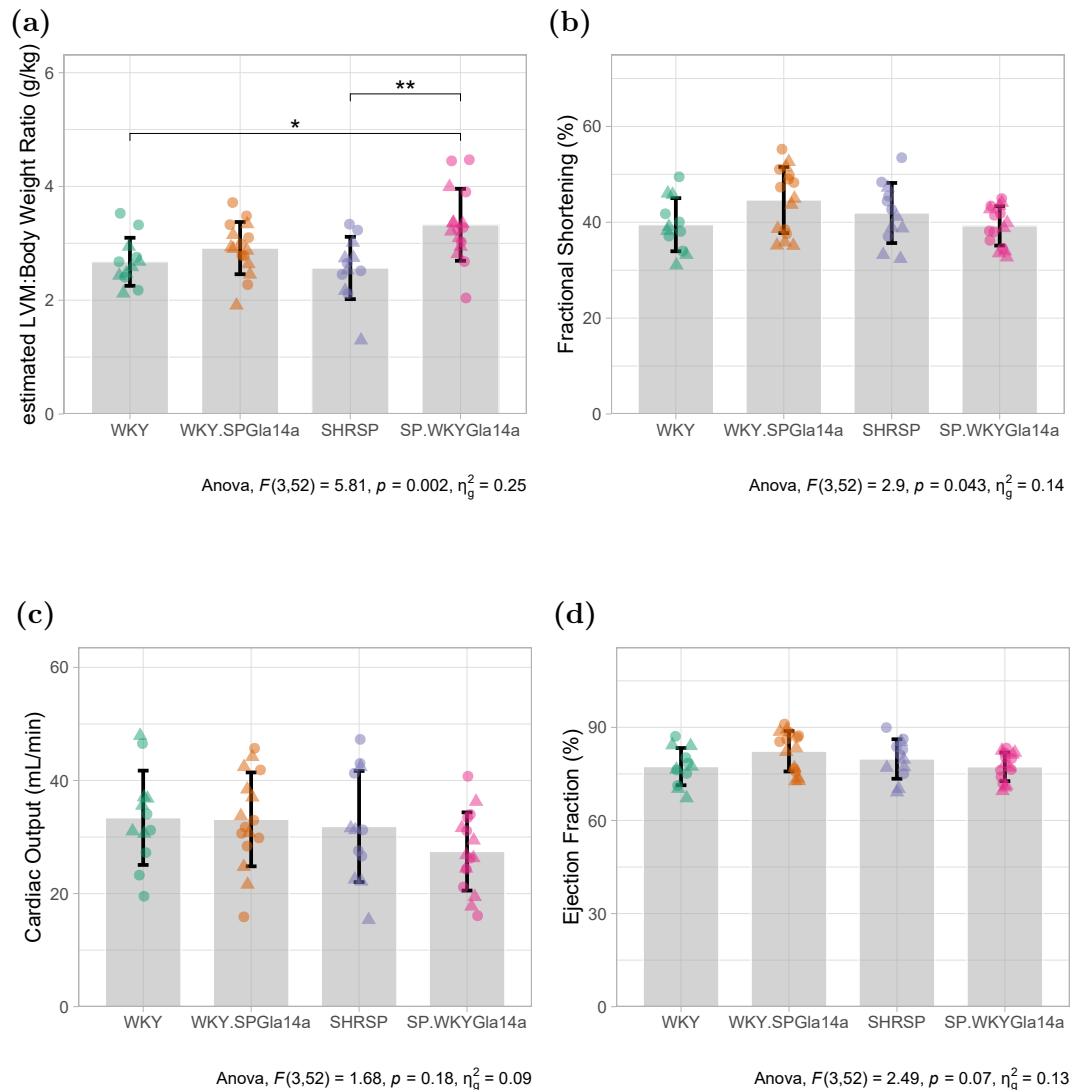 (a)
estimated LVM:Body Weight Ratio (g/kg)
6
4
2
0
**
*
WKY WKY.SPGla14a SHRSP SP.WKYGla14a
Anova, F(3,52) = 5.81, p = 0.002, η²g = 0.25
(b)
Fractional Shortening (%)
60
40
20
0
WKY WKY.SPGla14a SHRSP SP.WKYGla14a
Anova, F(3,52) = 2.9, p = 0.043, η²g = 0.14
(c)
Cardiac Output (mL/min)
60
40
20
0
WKY WKY.SPGla14a SHRSP SP.WKYGla14a
Anova, F(3,52) = 1.68, p = 0.18, η²g = 0.09
(d)
Ejection Fraction (%)
90
60
30
0
WKY WKY.SPGla14a SHRSP SP.WKYGla14a
Anova, F(3,52) = 2.49, p = 0.07, η²g = 0.13